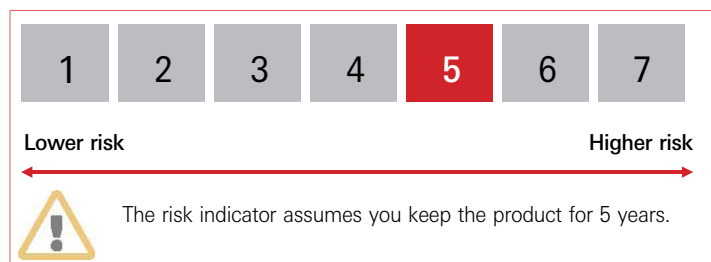 1 2 3 4 5 6 7
Lower risk Higher risk
The risk indicator assumes you keep the product for 5 years.